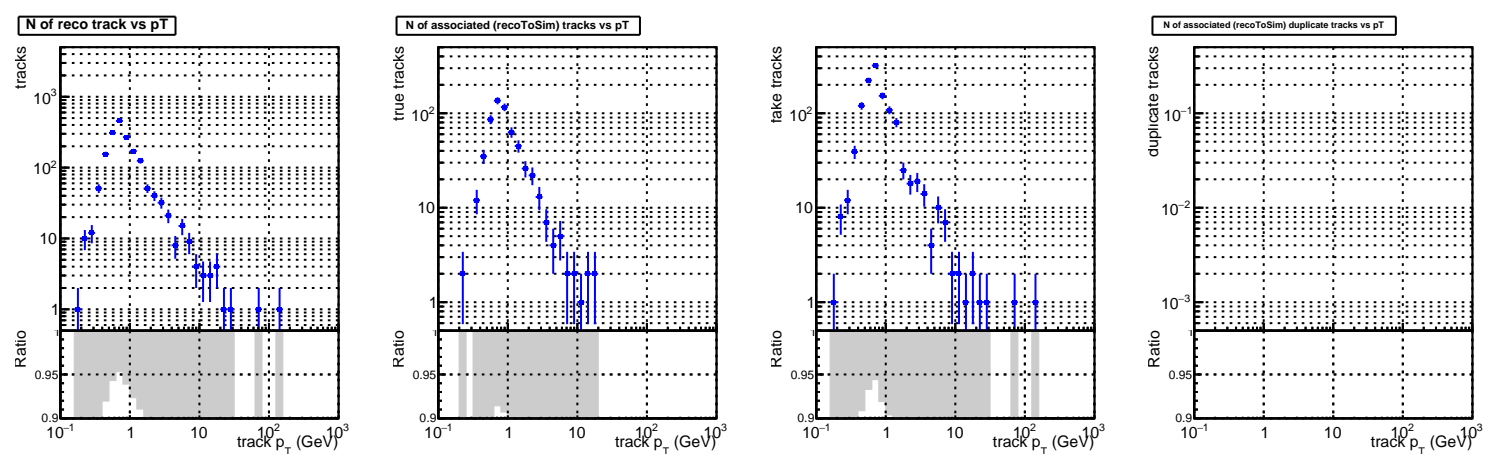 N of reco track vs pT
tracks
10³
10²
10
1
Ratio
1
0.95
0.9
10⁻¹ 1 10 10² 10³
track p_T (GeV)
N of associated (recoToSim) tracks vs pT
true tracks
10²
10
1
Ratio
1
0.95
0.9
10⁻¹ 1 10 10² 10³
track p_T (GeV)
fake tracks
10²
10
1
Ratio
1
0.95
0.9
10⁻¹ 1 10 10² 10³
track p_T (GeV)
N of associated (recoToSim) duplicate tracks vs pT
duplicate tracks
10⁻¹
10⁻²
10⁻³
Ratio
1
0.95
0.9
10⁻¹ 1 10 10² 10³
track p_T (GeV)